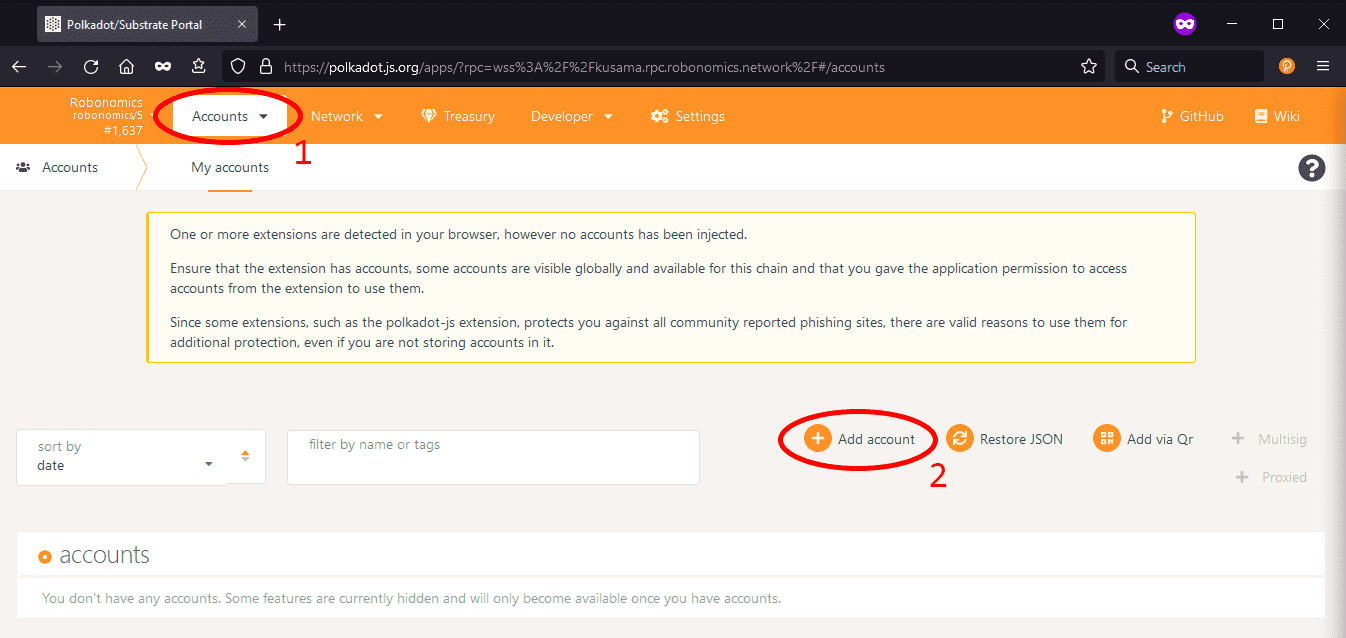 Polkadot/Substrate Portal
https://polkadot.js.org/apps/?rpc=wss%3A%2F%2Fkusama.rpc.robonomics.network%2F#/accounts
Search
Robonomics
robonomics/5
#1,637
Accounts
1
Network
Treasury
Developer
Settings
GitHub
Wiki
Accounts
My accounts
One or more extensions are detected in your browser, however no accounts has been injected.
Ensure that the extension has accounts, some accounts are visible globally and available for this chain and that you gave the application permission to access
accounts from the extension to use them.
Since some extensions, such as the polkadot-js extension, protects you against all community reported phishing sites, there are valid reasons to use them for
additional protection, even if you are not storing accounts in it.
sort by
date
filter by name or tags
Add account
2
Restore JSON
Add via Qr
Multisig
Proxied
accounts
You don't have any accounts. Some features are currently hidden and will only become available once you have accounts.